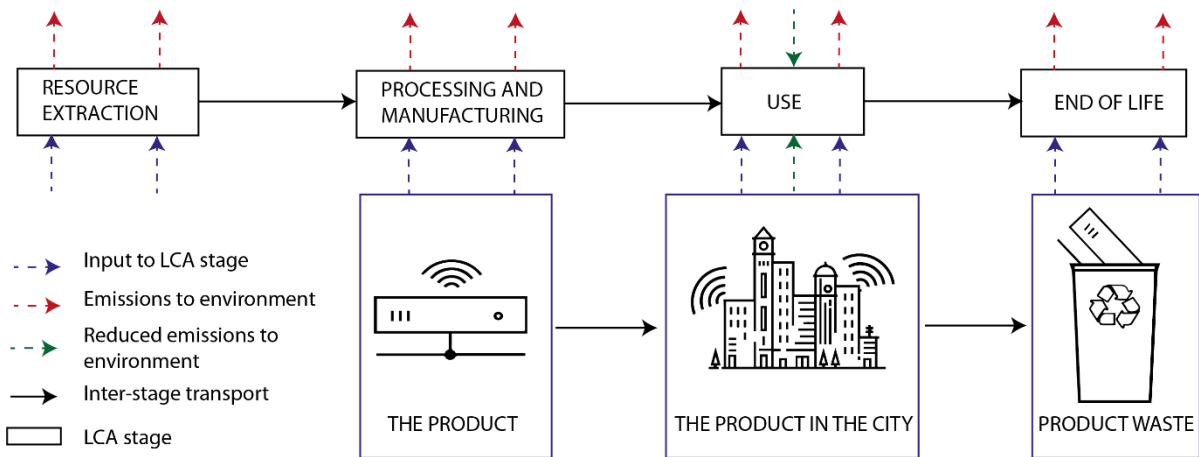 RESOURCE
EXTRACTION
PROCESSING AND
MANUFACTURING
USE
END OF LIFE
Input to LCA stage
Emissions to environment
Reduced emissions to
environment
Inter-stage transport
LCA stage
THE PRODUCT
THE PRODUCT IN THE CITY
PRODUCT WASTE